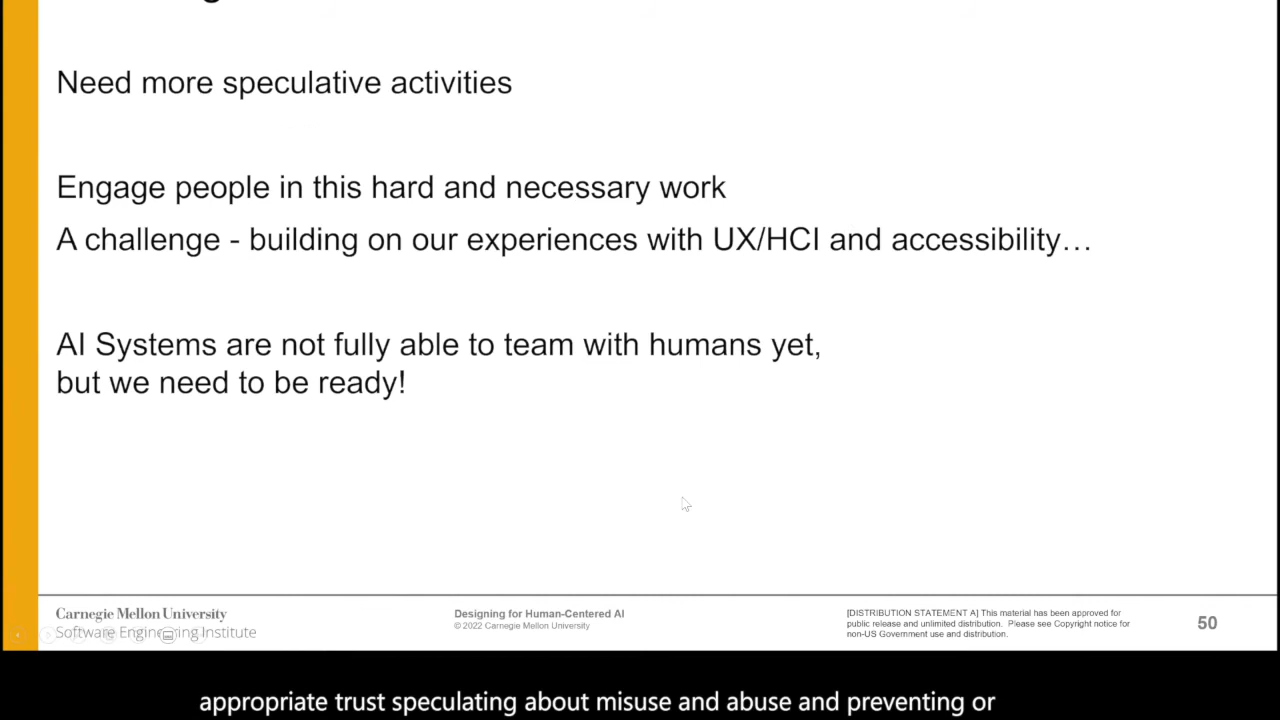 Need more speculative activities
Engage people in this hard and necessary work
A challenge - building on our experiences with UX/HCI and accessibility…
AI Systems are not fully able to team with humans yet,
but we need to be ready!
Carnegie Mellon University
Software Engineering Institute
Designing for Human-Centered AI
© 2022 Carnegie Mellon University
[DISTRIBUTION STATEMENT A] This material has been approved for
public release and unlimited distribution. Please see Copyright notice for
non-US Government use and distribution.
50
appropriate trust speculating about misuse and abuse and preventing or